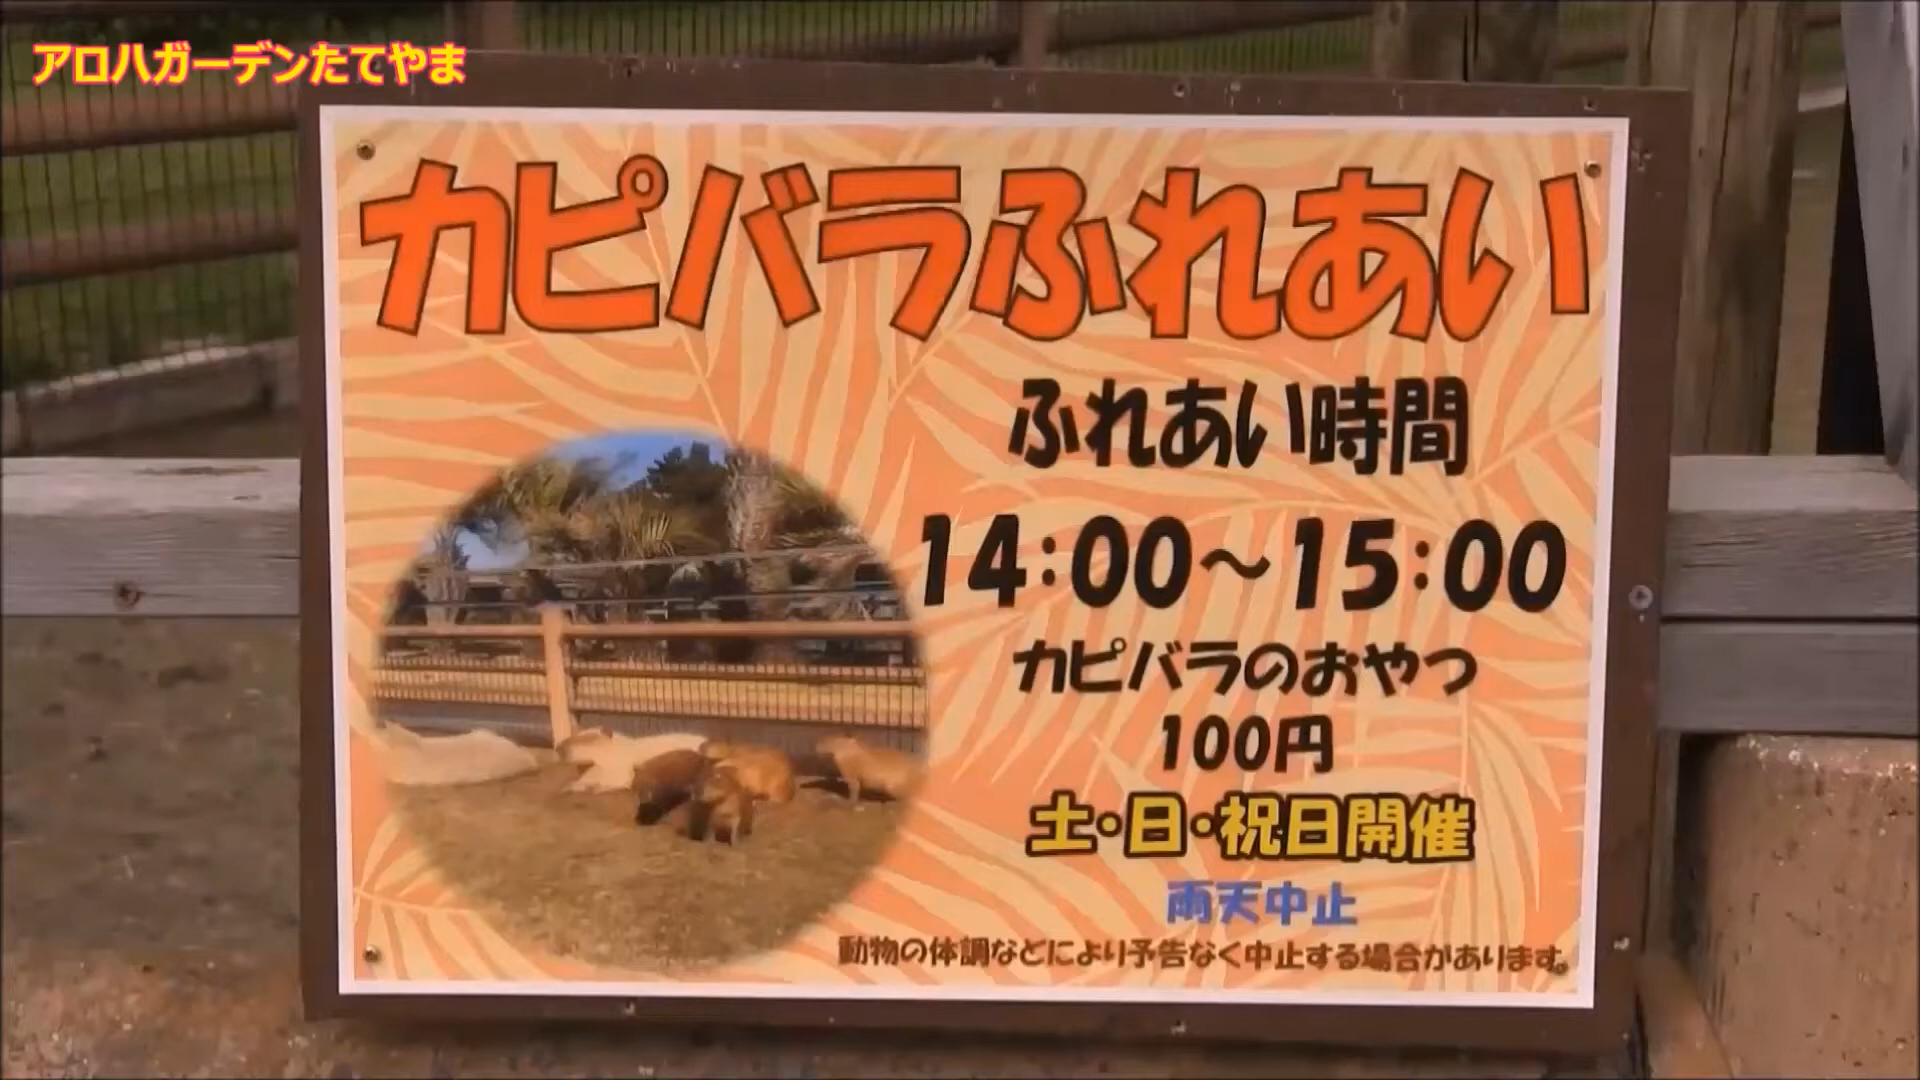 アロハガーデンたてやま
カピバラふれあい
ふれあい時間
14:00～15:00
カピバラのおやつ
100円
土・日・祝日開催
雨天中止
動物の体調などにより予告なく中止する場合があります。